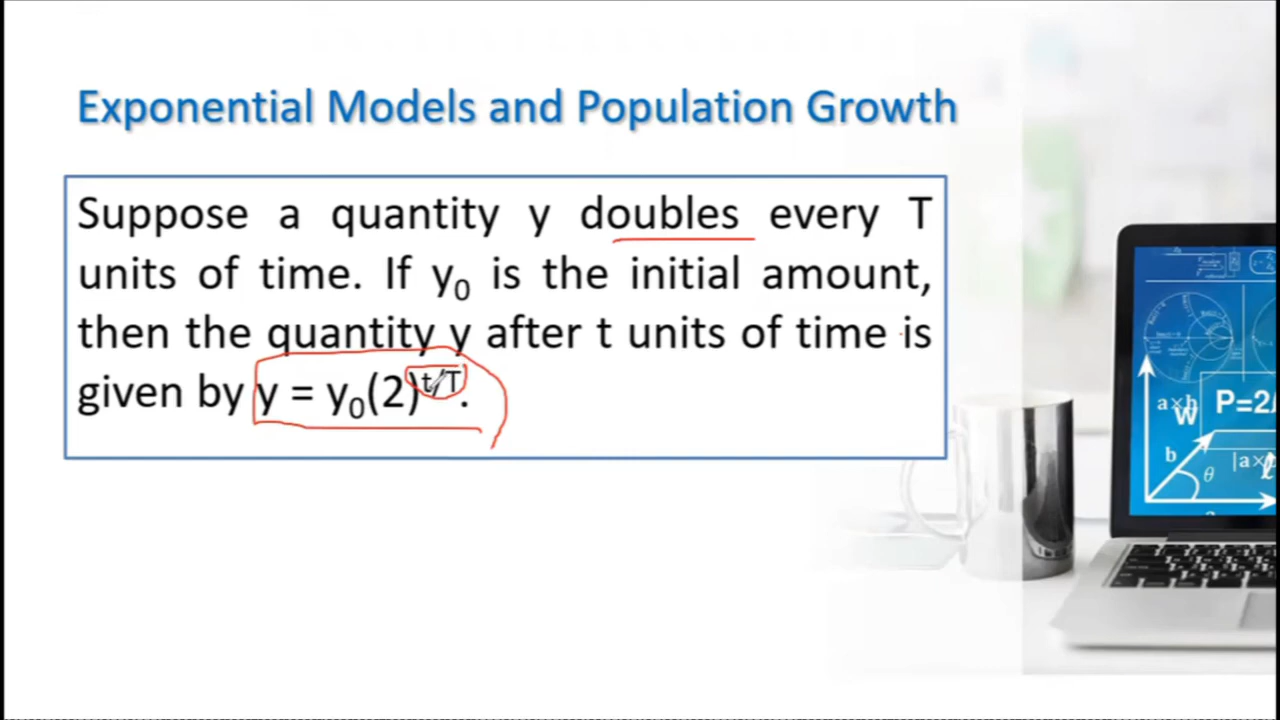 Exponential Models and Population Growth
Suppose a quantity y doubles every T
units of time. If y₀ is the initial amount,
then the quantity y after t units of time is
given by y = y₀(2)^(t/T).
a×b
W
P=2
b
θ
|a×
ℓ